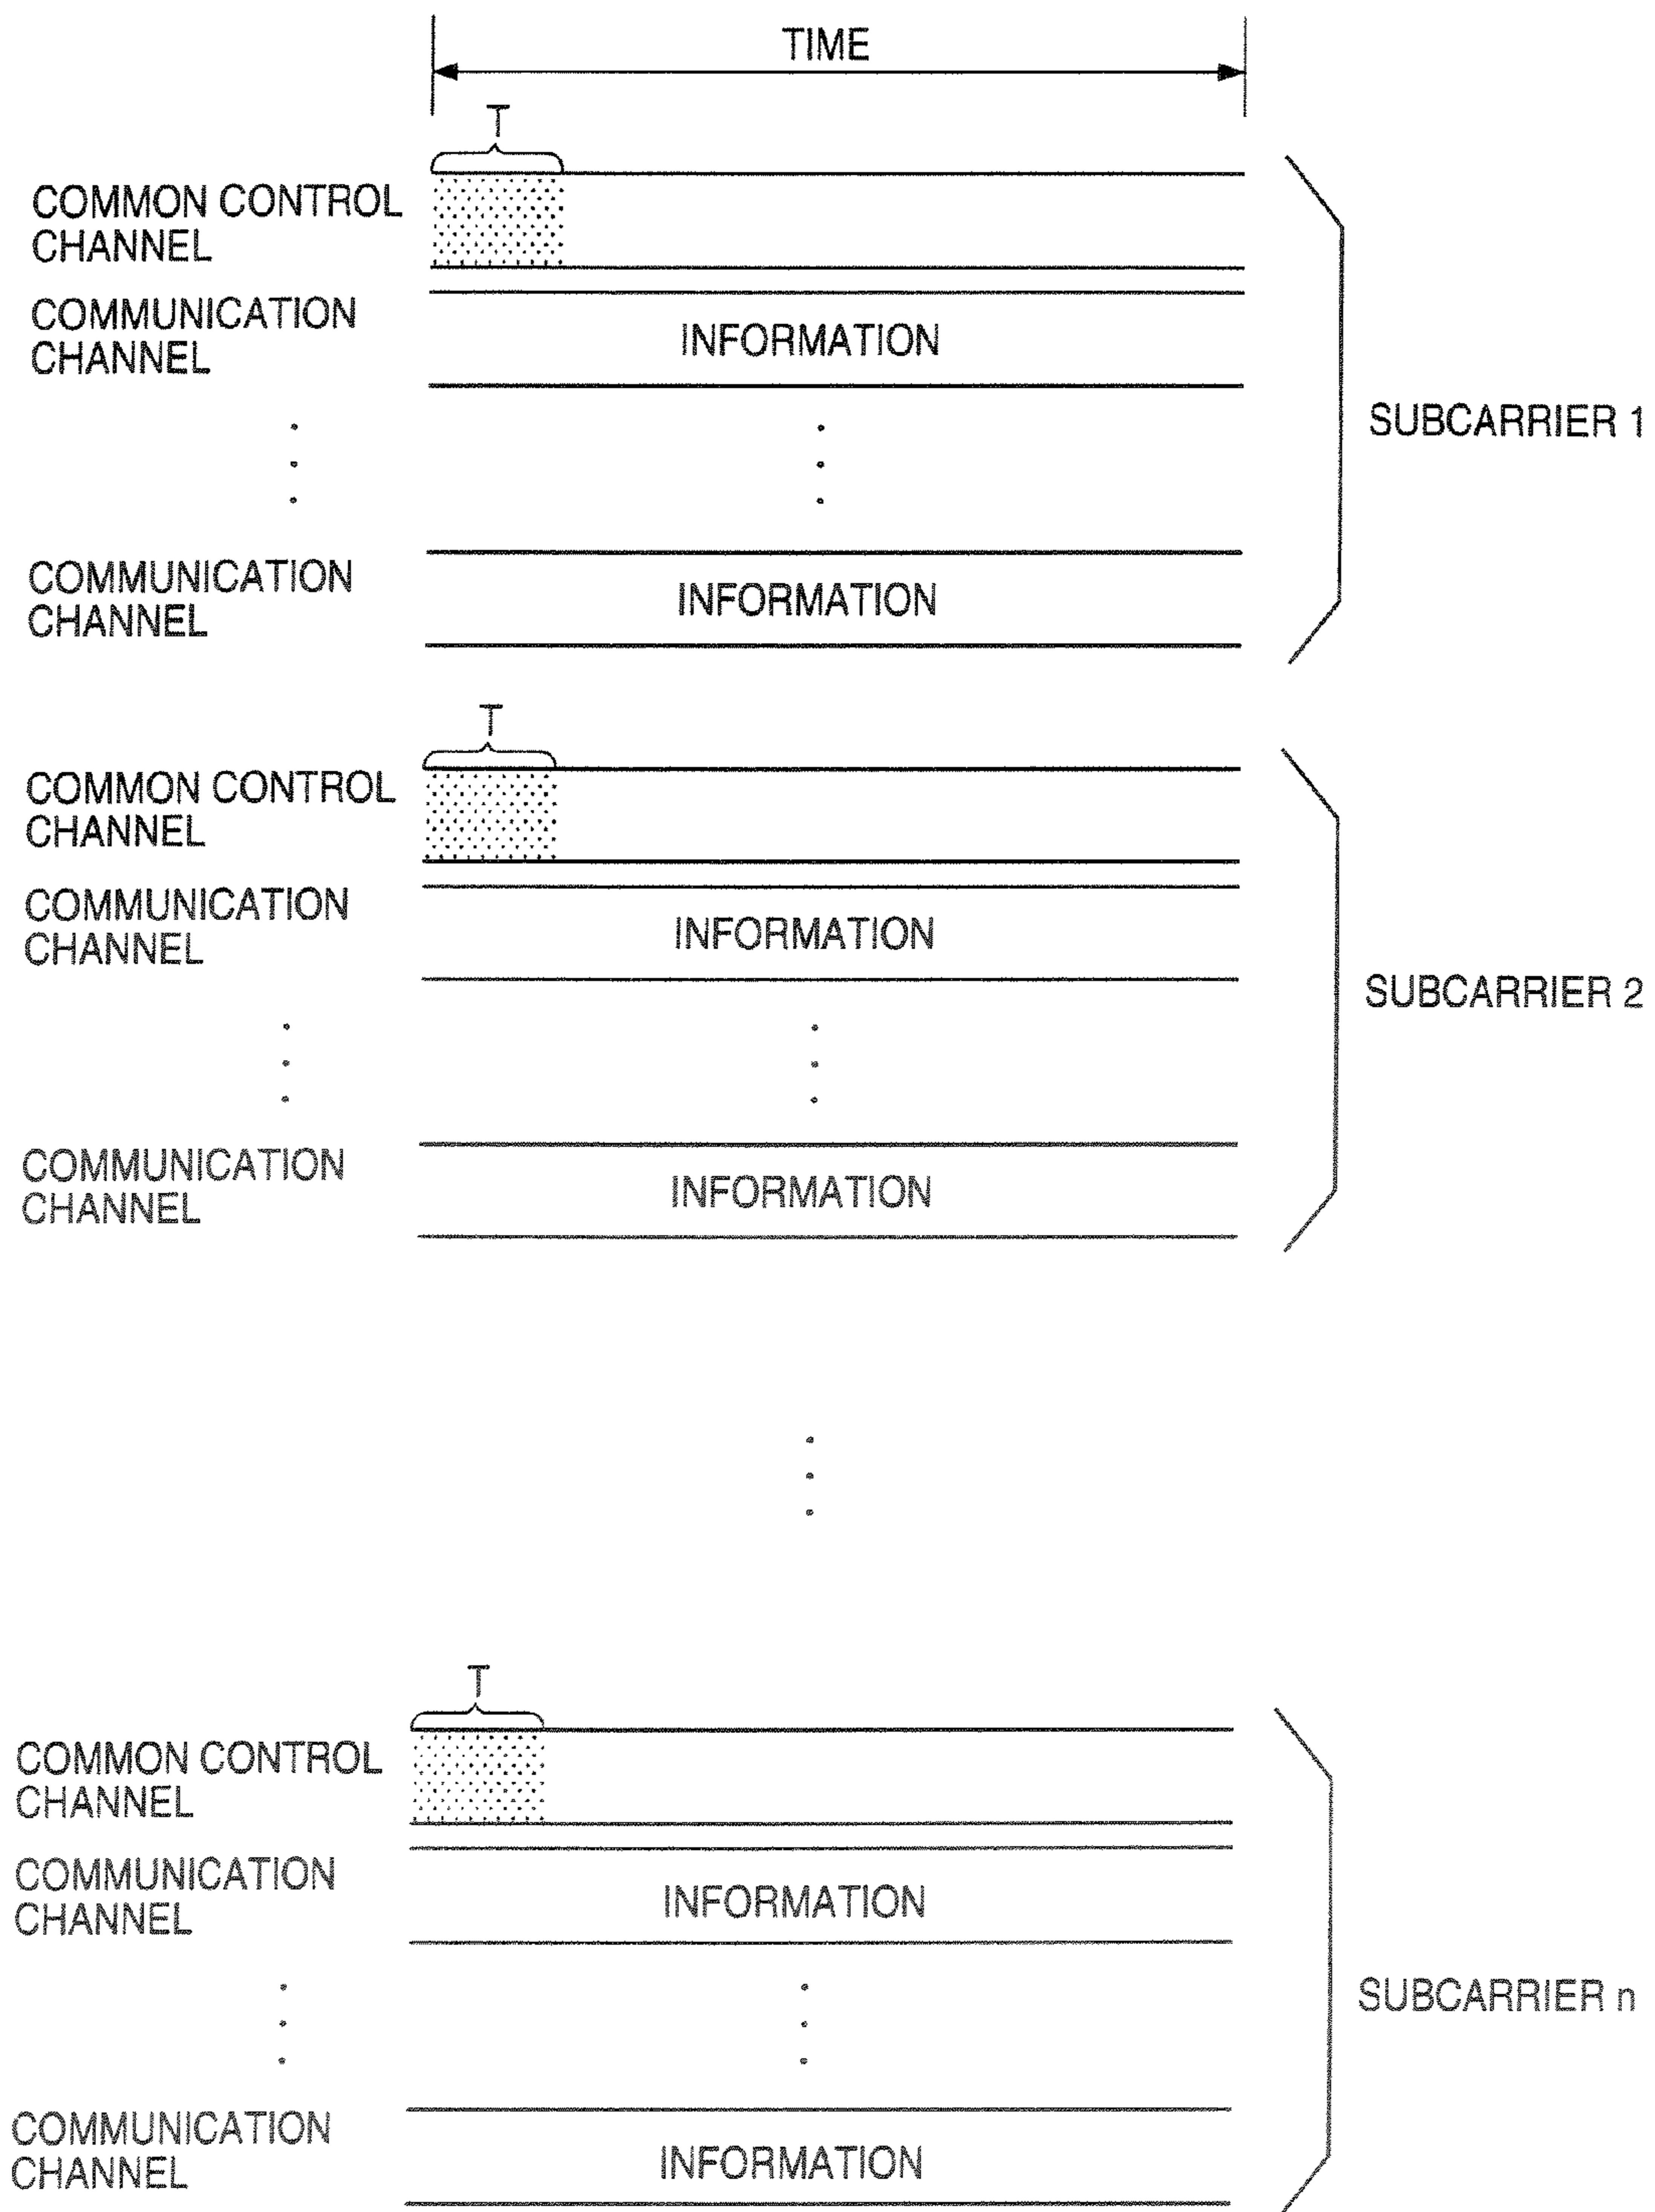 TIME
T
COMMON CONTROL
CHANNEL
COMMUNICATION
CHANNEL
INFORMATION
SUBCARRIER 1
COMMUNICATION
CHANNEL
INFORMATION
T
COMMON CONTROL
CHANNEL
COMMUNICATION
CHANNEL
INFORMATION
SUBCARRIER 2
COMMUNICATION
CHANNEL
INFORMATION
T
COMMON CONTROL
CHANNEL
COMMUNICATION
CHANNEL
INFORMATION
SUBCARRIER n
COMMUNICATION
CHANNEL
INFORMATION